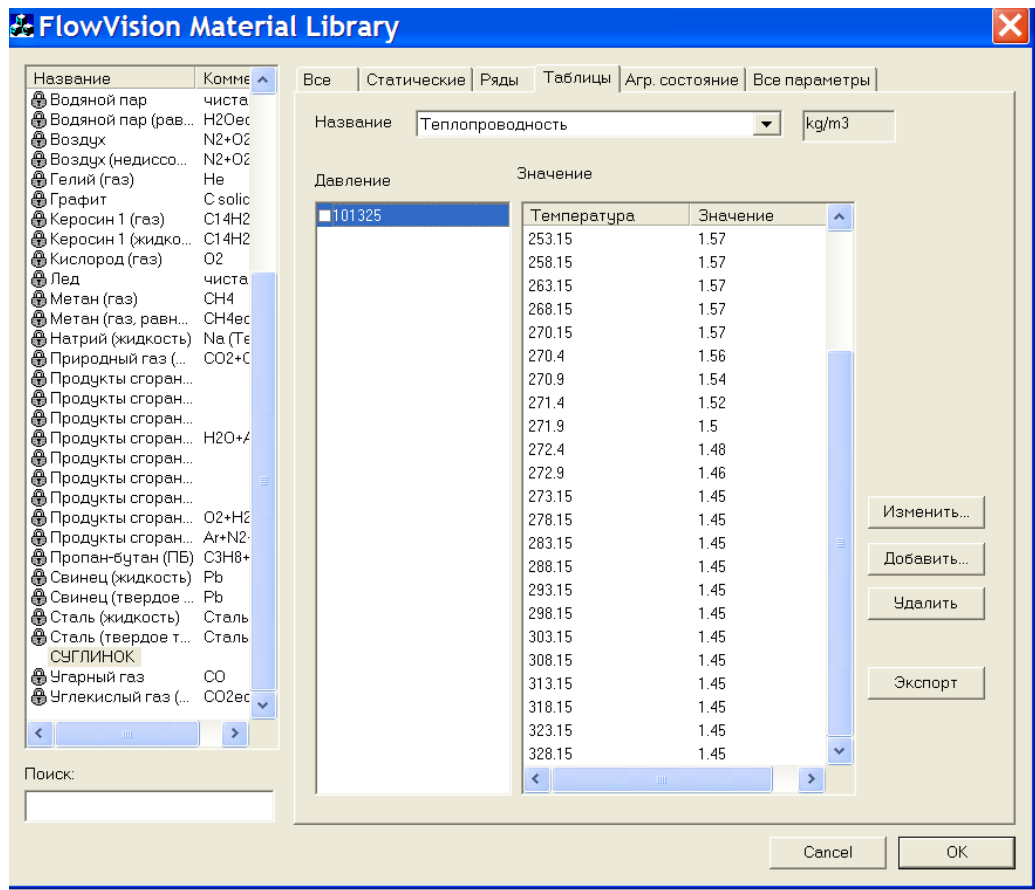 FlowVision Material Library
Название Комме
Водяной пар чиста
Водяной пар (рав... H2Oec
Воздух N2+O2
Воздух (недиссо... N2+O2
Гелий (газ) He
Графит C solic
Керосин 1 (газ) C14H2
Керосин 1 (жидко... C14H2
Кислород (газ) O2
Лед чиста
Метан (газ) CH4
Метан (газ, равн... CH4ec
Натрий (жидкость) Na (Te
Природный газ (... CO2+C
Продукты сгоран...
Продукты сгоран...
Продукты сгоран...
Продукты сгоран... H2O+A
Продукты сгоран...
Продукты сгоран...
Продукты сгоран...
Продукты сгоран... O2+H2
Продукты сгоран... Ar+N2+
Пропан-бутан (ПБ) C3H8+
Свинец (жидкость) Pb
Свинец (твердое ... Pb
Сталь (жидкость) Сталь
Сталь (твердое т... Сталь
СУГЛИНОК
Угарный газ CO
Углекислый газ (... CO2ec
Поиск:
Все Статические Ряды Таблицы Агр. состояние Все параметры
Название Теплопроводность kg/m3
Давление Значение
101325
Температура Значение
253.15 1.57
258.15 1.57
263.15 1.57
268.15 1.57
270.15 1.57
270.4 1.56
270.9 1.54
271.4 1.52
271.9 1.5
272.4 1.48
272.9 1.46
273.15 1.45
278.15 1.45
283.15 1.45
288.15 1.45
293.15 1.45
298.15 1.45
303.15 1.45
308.15 1.45
313.15 1.45
318.15 1.45
323.15 1.45
328.15 1.45
Изменить...
Добавить...
Удалить
Экспорт
Cancel OK